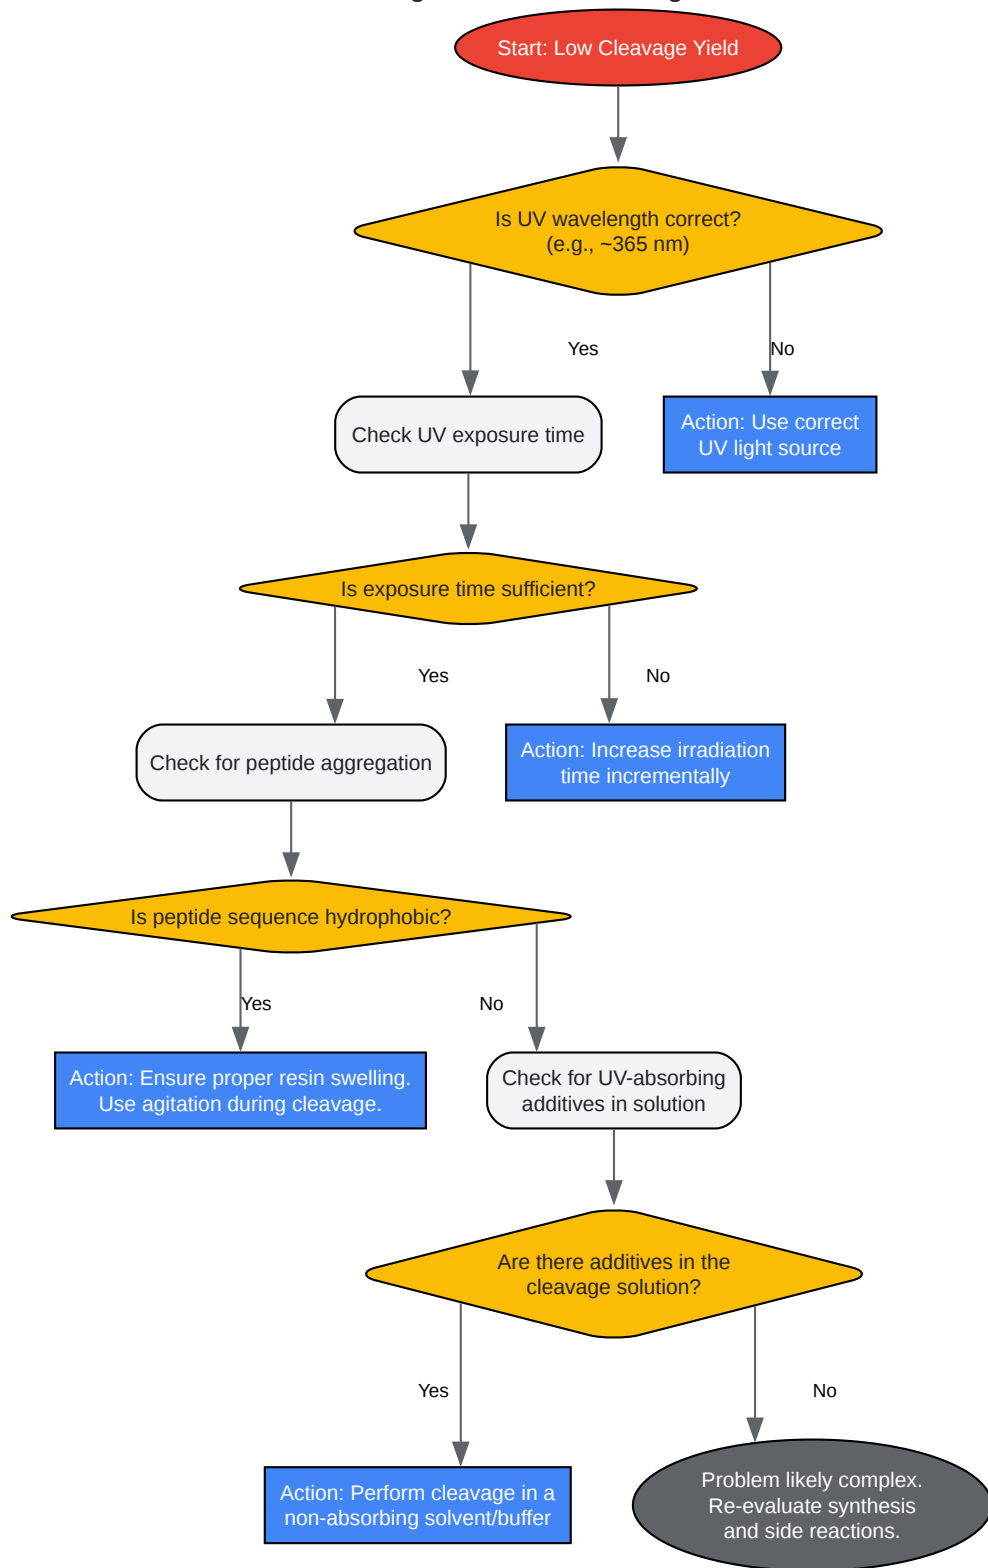 Start: Low Cleavage Yield
Is UV wavelength correct?
(e.g., ~365 nm)
Yes
No
Check UV exposure time
Action: Use correct
UV light source
Is exposure time sufficient?
Yes
No
Check for peptide aggregation
Action: Increase irradiation
time incrementally
Is peptide sequence hydrophobic?
Yes
No
Action: Ensure proper resin swelling.
Use agitation during cleavage.
Check for UV-absorbing
additives in solution
Are there additives in the
cleavage solution?
Yes
No
Action: Perform cleavage in a
non-absorbing solvent/buffer
Problem likely complex.
Re-evaluate synthesis
and side reactions.